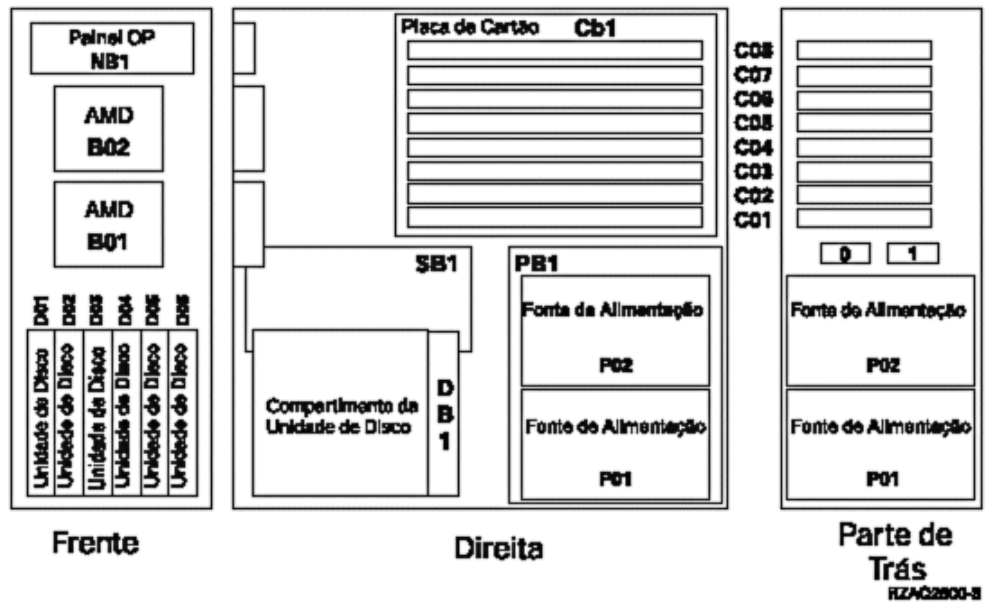 Painel OP
NB1
AMD
B02
AMD
B01
D01
D02
D03
D04
D05
D06
Unidade de Disco
Unidade de Disco
Unidade de Disco
Unidade de Disco
Unidade de Disco
Unidade de Disco
Frente
Placa de Cartão Cb1
SB1
Compartimento da
Unidade de Disco
DB1
PB1
Fonte de Alimentação
P02
Fonte de Alimentação
P01
Direita
C08
C07
C06
C05
C04
C03
C02
C01
0 1
Fonte de Alimentação
P02
Fonte de Alimentação
P01
Parte de
Trás